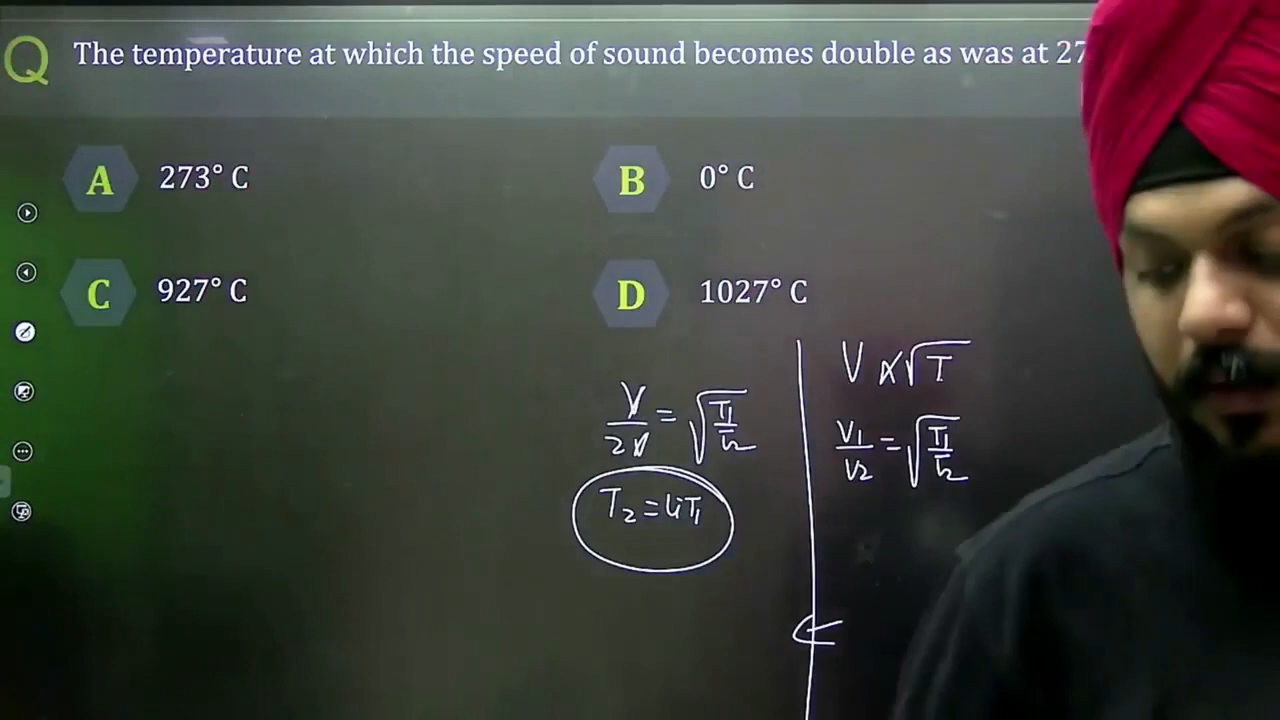 Q The temperature at which the speed of sound becomes double as was at 27
A 273° C
B 0° C
C 927° C
D 1027° C
V ∝ √T
V1/V2 = √T1/T2
V/2V = √T1/T2
T2 = 4T1